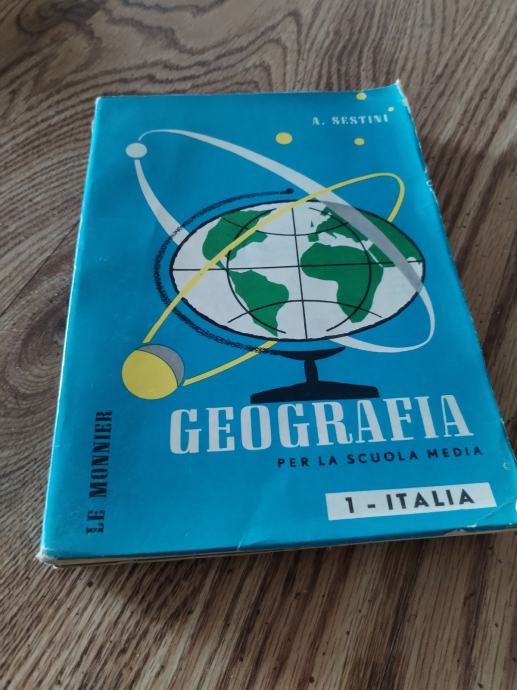 A. SESTINI
GEOGRAFIA
PER LA SCUOLA MEDIA
1 - ITALIA
LE MONNIER